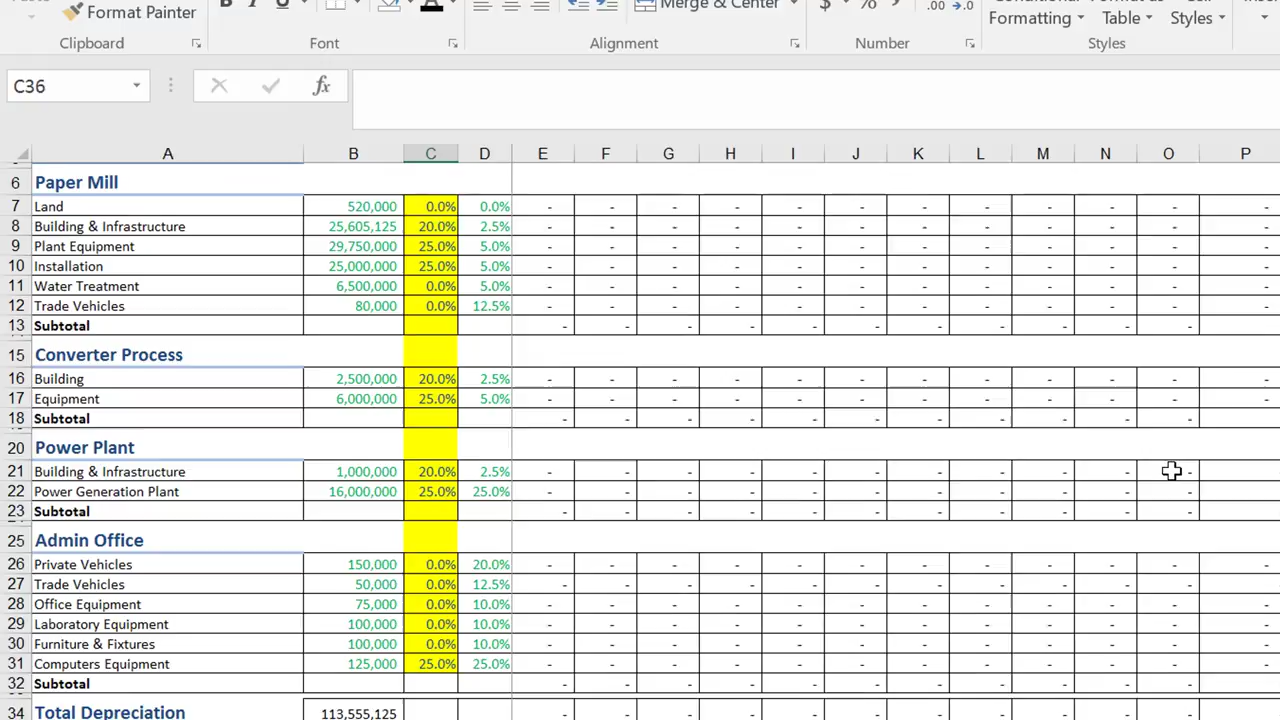 Format Painter
B I U
Merge & Center
$ % ,
.00 →.0
Formatting
Table
Styles
Clipboard
Font
Alignment
Number
Styles
C36
fx
A B C D E F G H I J K L M N O P
6 Paper Mill
7 Land 520,000 0.0% 0.0% - - - - - - - - - - - -
8 Building & Infrastructure 25,605,125 20.0% 2.5% - - - - - - - - - - - -
9 Plant Equipment 29,750,000 25.0% 5.0% - - - - - - - - - - - -
10 Installation 25,000,000 25.0% 5.0% - - - - - - - - - - - -
11 Water Treatment 6,500,000 0.0% 5.0% - - - - - - - - - - - -
12 Trade Vehicles 80,000 0.0% 12.5% - - - - - - - - - - - -
13 Subtotal - - - - - - - - - - - -
15 Converter Process
16 Building 2,500,000 20.0% 2.5% - - - - - - - - - - - -
17 Equipment 6,000,000 25.0% 5.0% - - - - - - - - - - - -
18 Subtotal - - - - - - - - - - -
20 Power Plant
21 Building & Infrastructure 1,000,000 20.0% 2.5% - - - - - - - - - - - -
22 Power Generation Plant 16,000,000 25.0% 25.0% - - - - - - - - - - - -
23 Subtotal - - - - - - - - - - -
25 Admin Office
26 Private Vehicles 150,000 0.0% 20.0% - - - - - - - - - - - -
27 Trade Vehicles 50,000 0.0% 12.5% - - - - - - - - - - - -
28 Office Equipment 75,000 0.0% 10.0% - - - - - - - - - - - -
29 Laboratory Equipment 100,000 0.0% 10.0% - - - - - - - - - - - -
30 Furniture & Fixtures 100,000 0.0% 10.0% - - - - - - - - - - - -
31 Computers Equipment 125,000 25.0% 25.0% - - - - - - - - - - - -
32 Subtotal - - - - - - - - - - - -
34 Total Depreciation 113,555,125 - - - - - - - - - - - -